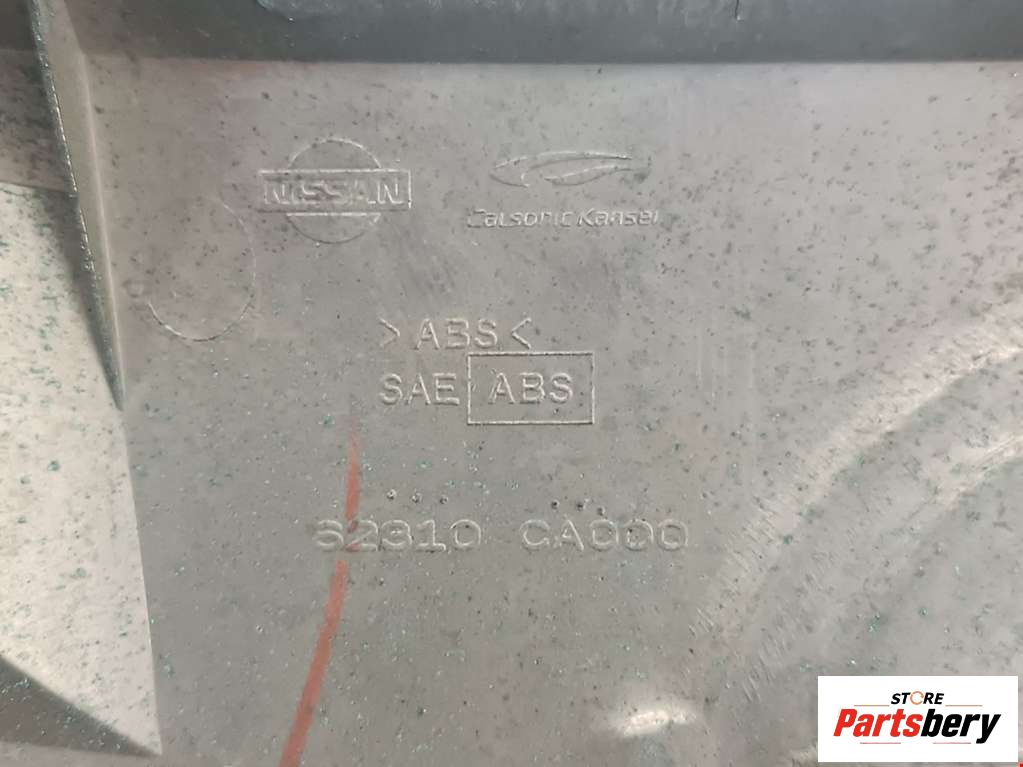 NISSAN
CalsonicKansei
>ABS<
SAE ABS
62310 CA000
STORE
Partsbery